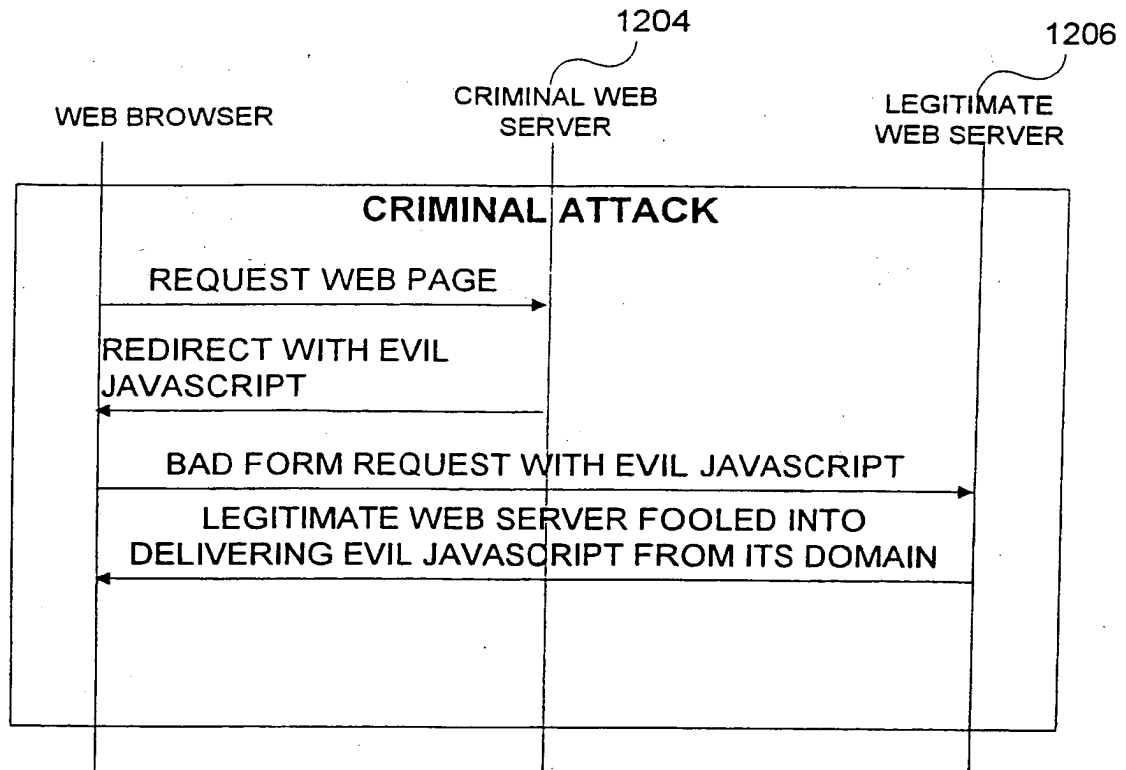 1204
1206
WEB BROWSER
CRIMINAL WEB
SERVER
LEGITIMATE
WEB SERVER
CRIMINAL ATTACK
REQUEST WEB PAGE
REDIRECT WITH EVIL
JAVASCRIPT
BAD FORM REQUEST WITH EVIL JAVASCRIPT
LEGITIMATE WEB SERVER FOOLED INTO
DELIVERING EVIL JAVASCRIPT FROM ITS DOMAIN